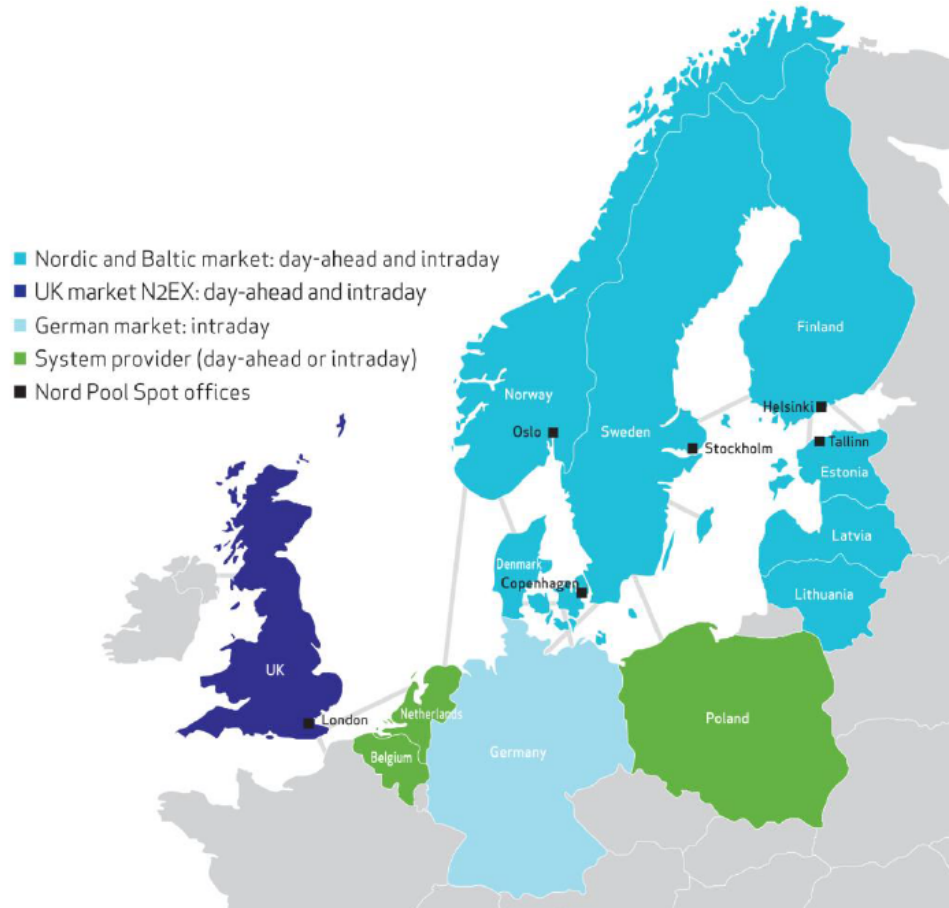 Nordic and Baltic market: day-ahead and intraday
UK market N2EX: day-ahead and intraday
German market: intraday
System provider (day-ahead or intraday)
Nord Pool Spot offices
Finland
Norway
Helsinki
Oslo
Sweden
Stockholm
Tallinn
Estonia
Latvia
Denmark
Copenhagen
Lithuania
UK
London
Netherlands
Poland
Belgium
Germany